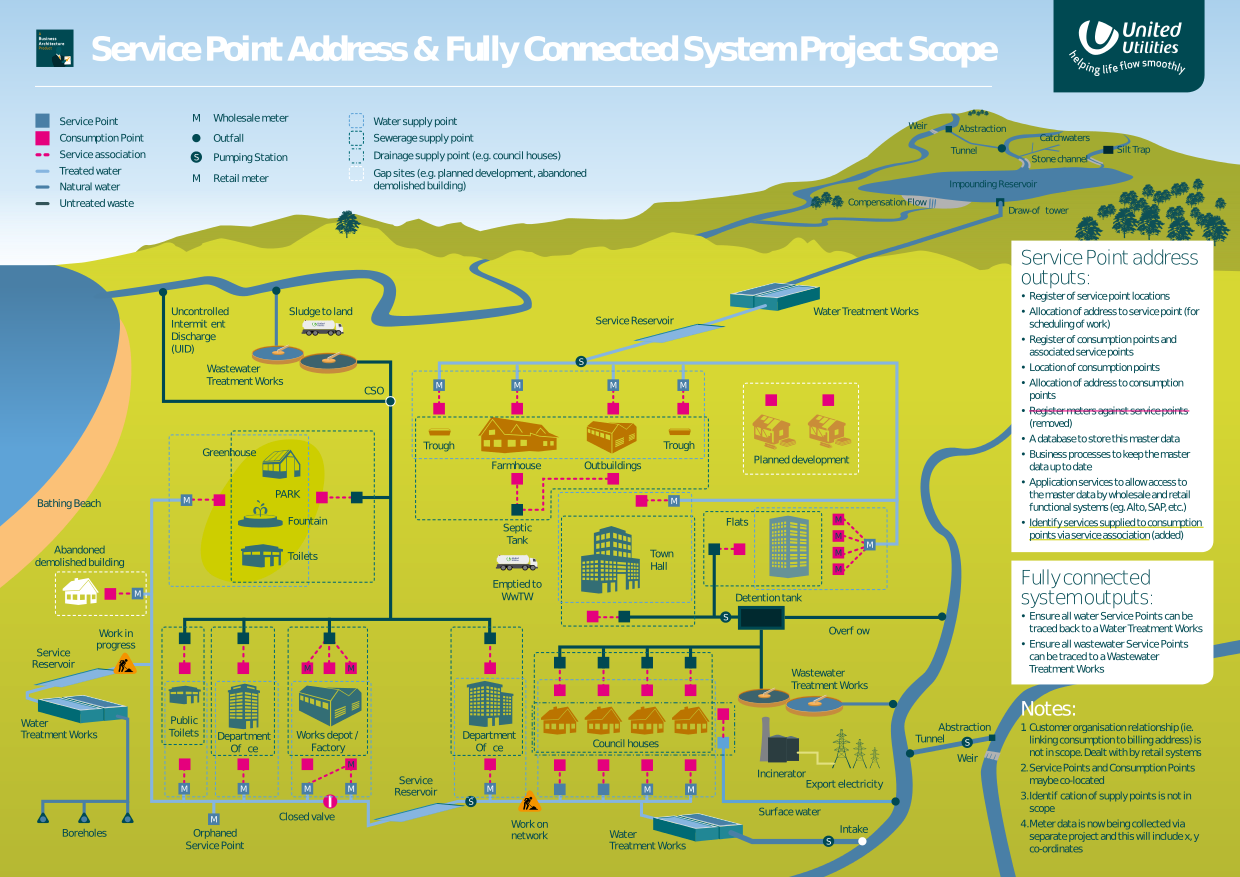 A
Business
Architecture
Product
Service Point Address & Fully Connected System Project Scope
United
Utilities
helping life flow smoothly
Service Point
Consumption Point
Service association
Treated water
Natural water
Untreated waste
M Wholesale meter
Outfall
S Pumping Station
M Retail meter
Water supply point
Sewerage supply point
Drainage supply point (e.g. council houses)
Gap sites (e.g. planned development, abandoned
demolished building)
Weir
Abstraction
Tunnel
Catchwaters
Stone channel
Silt Trap
Impounding Reservoir
Compensation Flow
Draw-of tower
Water Treatment Works
Service Reservoir
S
Uncontrolled
Intermit ent
Discharge
(UID)
Sludge to land
Wastewater
Treatment Works
CSO
M M M M
Trough
Trough
Farmhouse
Outbuildings
Planned development
Greenhouse
M
PARK
Fountain
Toilets
Bathing Beach
Septic
Tank
Emptied to
WwTW
M
Town
Hall
Flats
M
M
M
M
M
Abandoned
demolished building
M
Detention tank
S
Overf ow
Work in
progress
Service
Reservoir
Water
Treatment Works
Boreholes
M M
Public
Toilets
Department
Of ce
Works depot /
Factory
Department
Of ce
Council houses
Wastewater
Treatment Works
Incinerator
Export electricity
Abstraction
Tunnel
S
Weir
M
M M M M M
Closed valve
M
Orphaned
Service Point
Service
Reservoir
S
Work on
network
M M
Surface water
Water
Treatment Works
S
Intake
Service Point address
outputs:
• Register of service point locations
• Allocation of address to service point (for
scheduling of work)
• Register of consumption points and
associated service points
• Location of consumption points
• Allocation of address to consumption
points
• Register meters against service points
(removed)
• A database to store this master data
• Business processes to keep the master
data up to date
• Application services to allow access to
the master data by wholesale and retail
functional systems (eg. Alto, SAP, etc.)
• Identify services supplied to consumption
points via service association (added)
Fully connected
system outputs:
• Ensure all water Service Points can be
traced back to a Water Treatment Works
• Ensure all wastewater Service Points
can be traced to a Wastewater
Treatment Works
Notes:
1. Customer organisation relationship (ie.
linking consumption to billing address) is
not in scope. Dealt with by retail systems
2. Service Points and Consumption Points
maybe co-located
3. Identif cation of supply points is not in
scope
4. Meter data is now being collected via
separate project and this will include x, y
co-ordinates